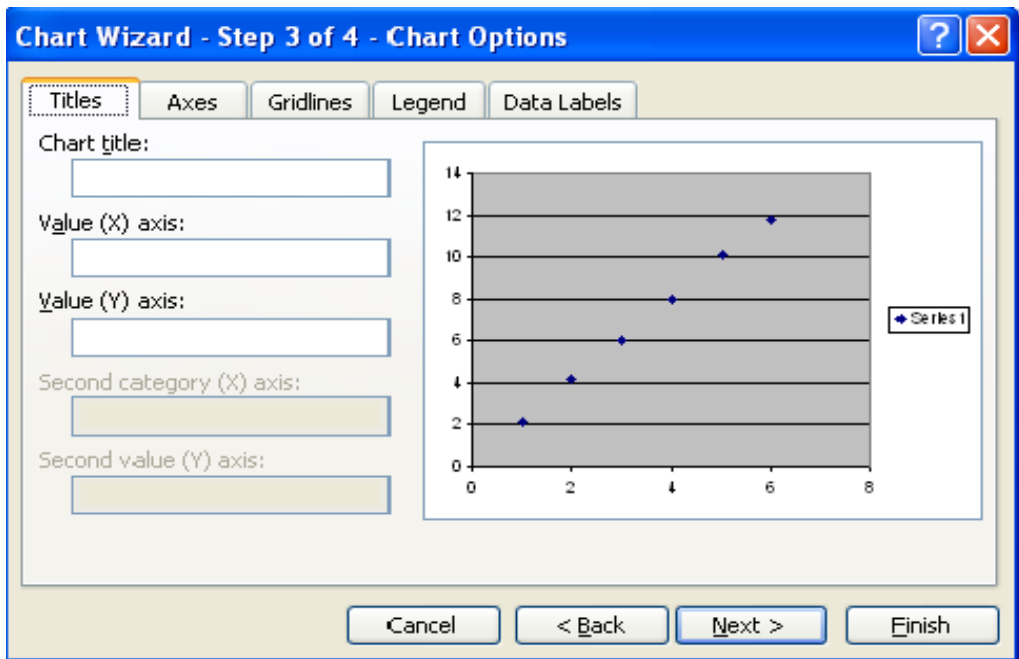 Chart Wizard - Step 3 of 4 - Chart Options
?
Titles Axes Gridlines Legend Data Labels
Chart title:
Value (X) axis:
Value (Y) axis:
Second category (X) axis:
Second value (Y) axis:
14
12
10
8
6
4
2
0
0 2 4 6 8
Series1
Cancel < Back Next > Finish